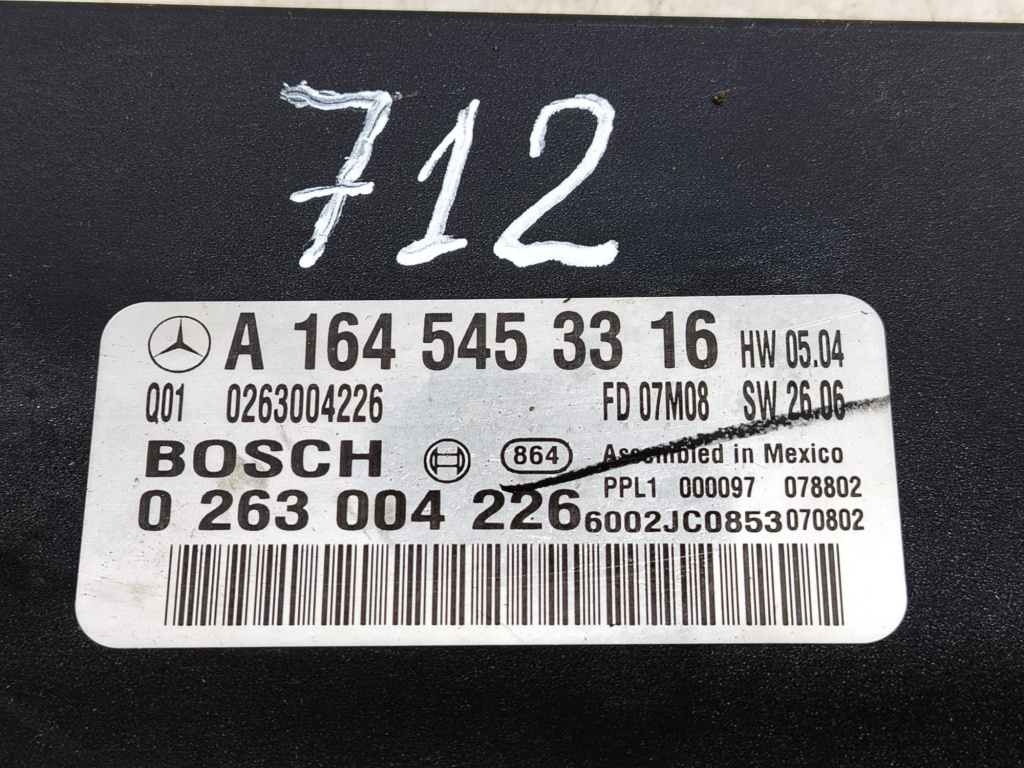 712
A 164 545 33 16 HW 05.04
Q01 0263004226 FD 07M08 SW 26.06
BOSCH 864 Assembled in Mexico
0 263 004 226 PPL1 000097 078802
6002JC0853 070802